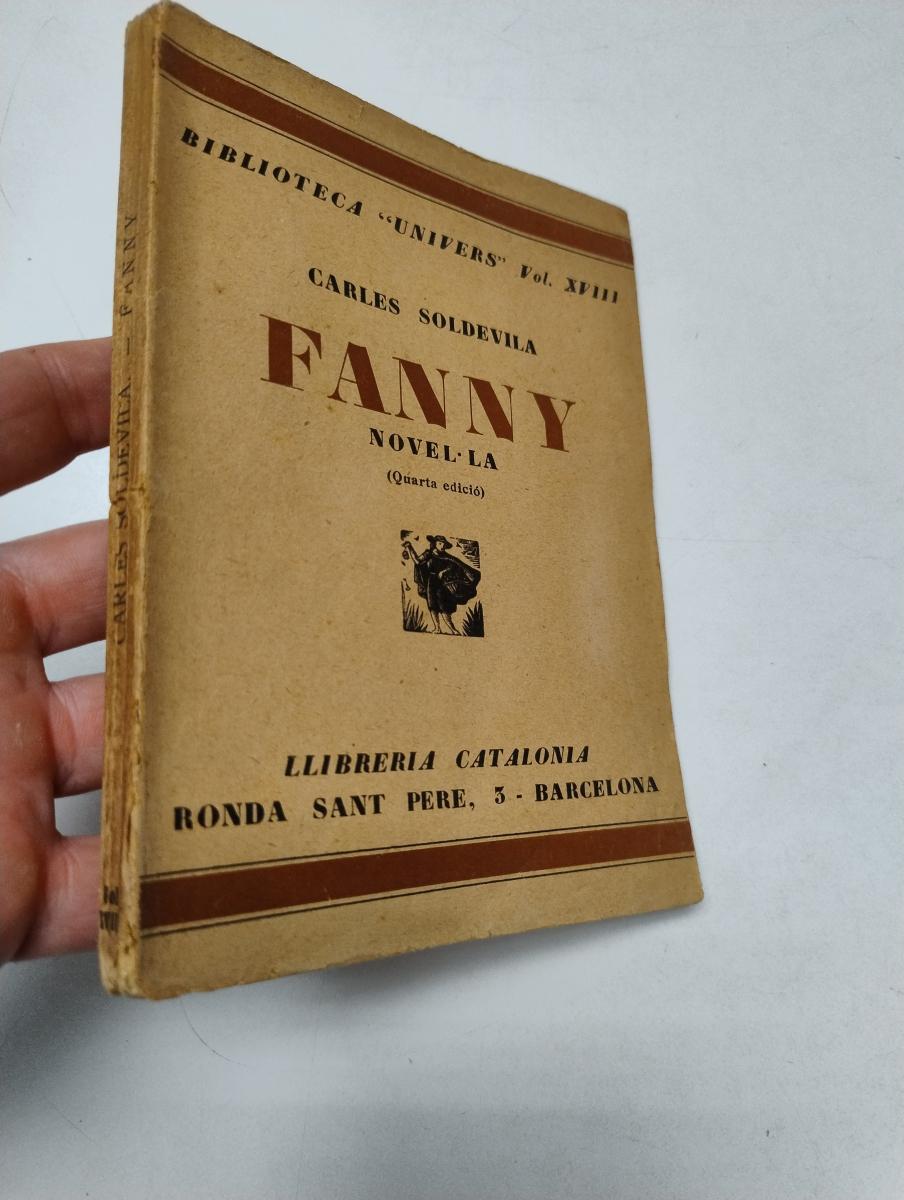 BIBLIOTECA “UNIVERS” Vol. XVIII
CARLES SOLDEVILA
FANNY
NOVEL·LA
(Quarta edició)
LLIBRERIA CATALONIA
RONDA SANT PERE, 3 - BARCELONA
CARLES SOLDEVILA. — FANNY
Vol